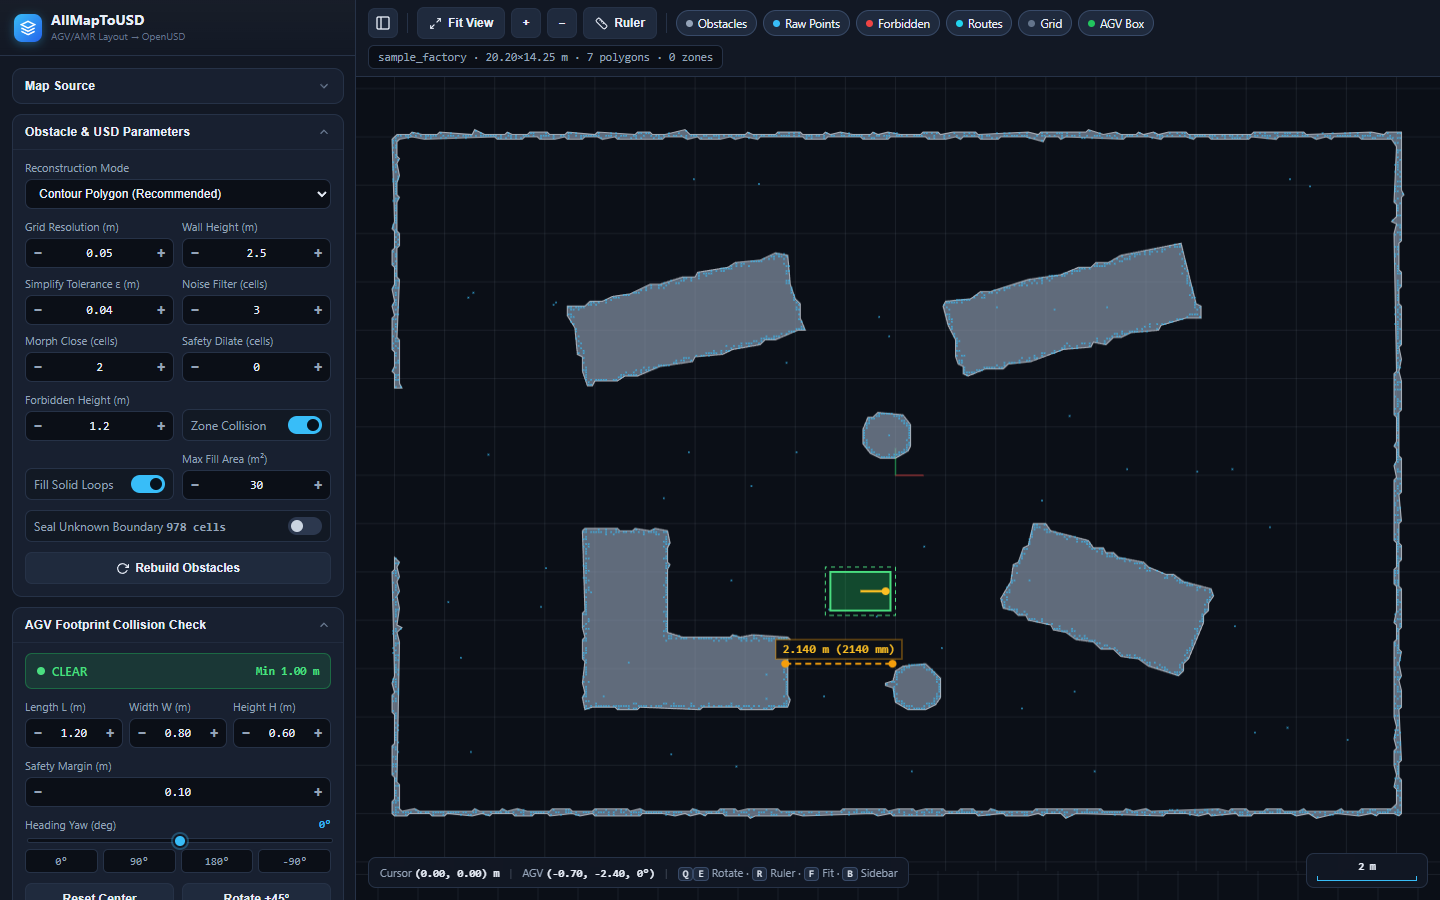 AllMapToUSD
AGV/AMR Layout → OpenUSD
Fit View
+
−
Ruler
Obstacles
Raw Points
Forbidden
Routes
Grid
AGV Box
sample_factory · 20.20×14.25 m · 7 polygons · 0 zones
Map Source
Obstacle & USD Parameters
Reconstruction Mode
Contour Polygon (Recommended)
Grid Resolution (m)
Wall Height (m)
− 0.05 +
− 2.5 +
Simplify Tolerance ε (m)
Noise Filter (cells)
− 0.04 +
− 3 +
Morph Close (cells)
Safety Dilate (cells)
− 2 +
− 0 +
Forbidden Height (m)
− 1.2 +
Zone Collision
Max Fill Area (m²)
Fill Solid Loops
− 30 +
Seal Unknown Boundary 978 cells
Rebuild Obstacles
AGV Footprint Collision Check
CLEAR
Min 1.00 m
Length L (m)
Width W (m)
Height H (m)
− 1.20 +
− 0.80 +
− 0.60 +
Safety Margin (m)
− 0.10 +
Heading Yaw (deg)
0°
0°
90°
180°
-90°
Reset Center
Rotate +45°
2.140 m (2140 mm)
Cursor (0.00, 0.00) m | AGV (-0.70, -2.40, 0°) | Q E Rotate · R Ruler · F Fit · B Sidebar
2 m